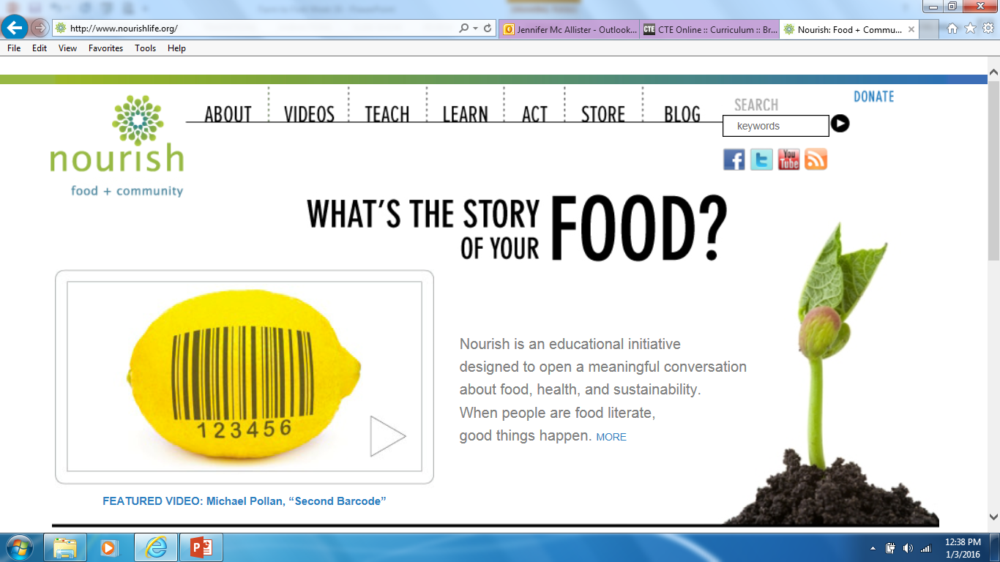 http://www.nourishlife.org/
Jennifer Mc Allister - Outlook...
CTE Online :: Curriculum :: Br...
Nourish: Food + Commu...
File Edit View Favorites Tools Help
DONATE
SEARCH
ABOUT VIDEOS TEACH LEARN ACT STORE BLOG
keywords
nourish
food + community
f t You Tube
WHAT'S THE STORY
OF YOUR FOOD?
123456
Nourish is an educational initiative
designed to open a meaningful conversation
about food, health, and sustainability.
When people are food literate,
good things happen. MORE
FEATURED VIDEO: Michael Pollan, “Second Barcode”
12:38 PM
1/3/2016